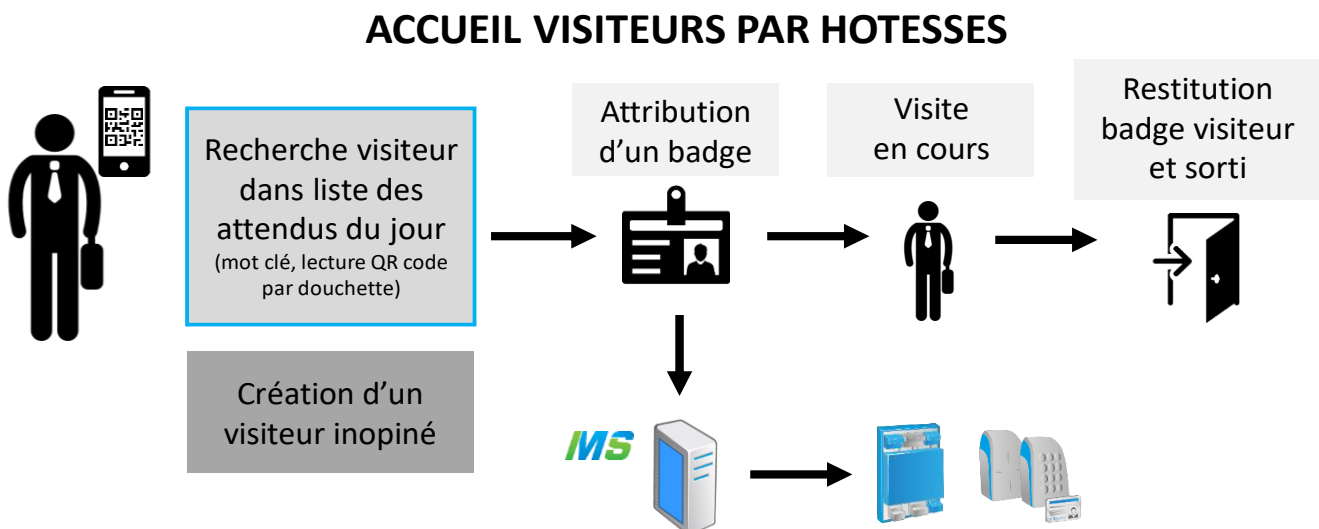 ACCUEIL VISITEURS PAR HOTESSES
Recherche visiteur
dans liste des
attendus du jour
(mot clé, lecture QR code
par douchette)
Création d’un
visiteur inopiné
Attribution
d’un badge
Visite
en cours
Restitution
badge visiteur
et sorti
MS